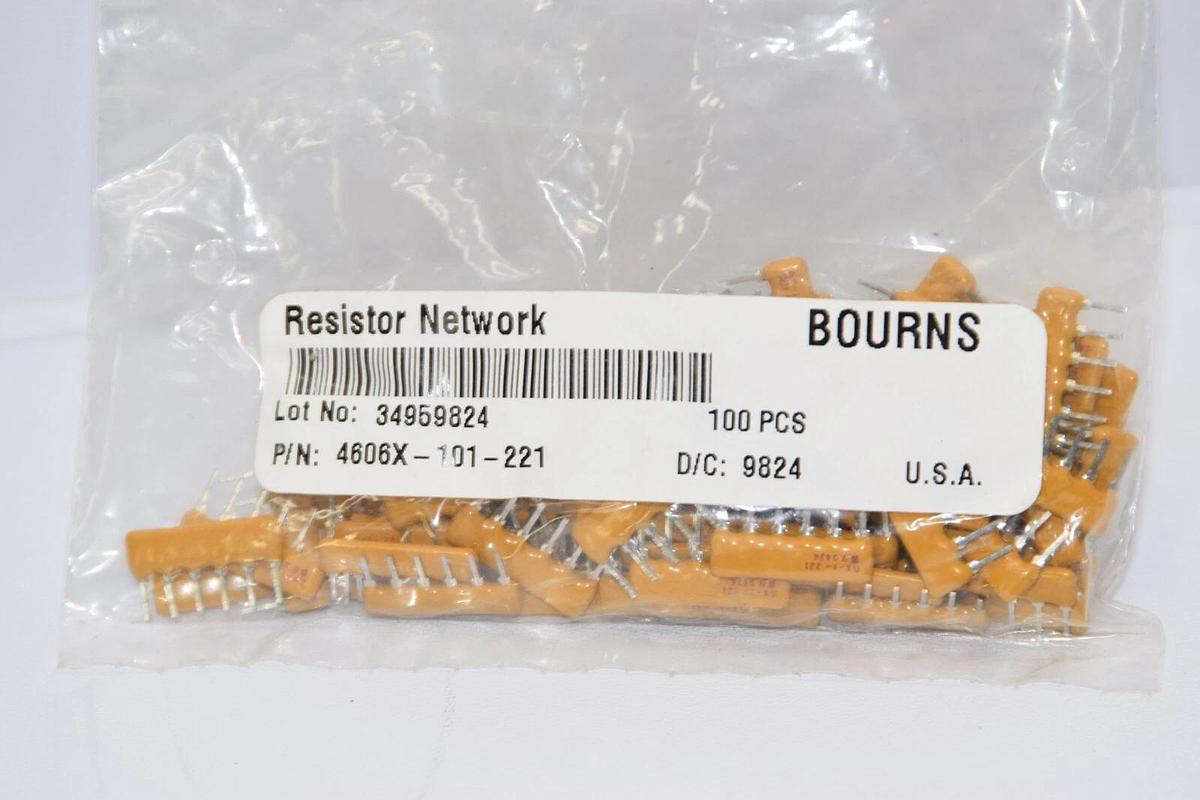 Resistor Network
BOURNS
Lot No: 34959824
100 PCS
P/N: 4606X-101-221
D/C: 9824
U.S.A.